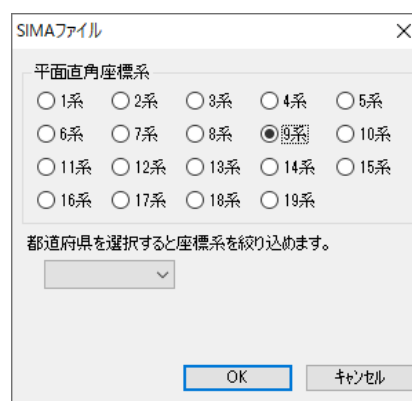 SIMAファイル
平面直角座標系
1系 2系 3系 4系 5系
6系 7系 8系 9系 10系
11系 12系 13系 14系 15系
16系 17系 18系 19系
都道府県を選択すると座標系を絞り込めます。
OK キャンセル